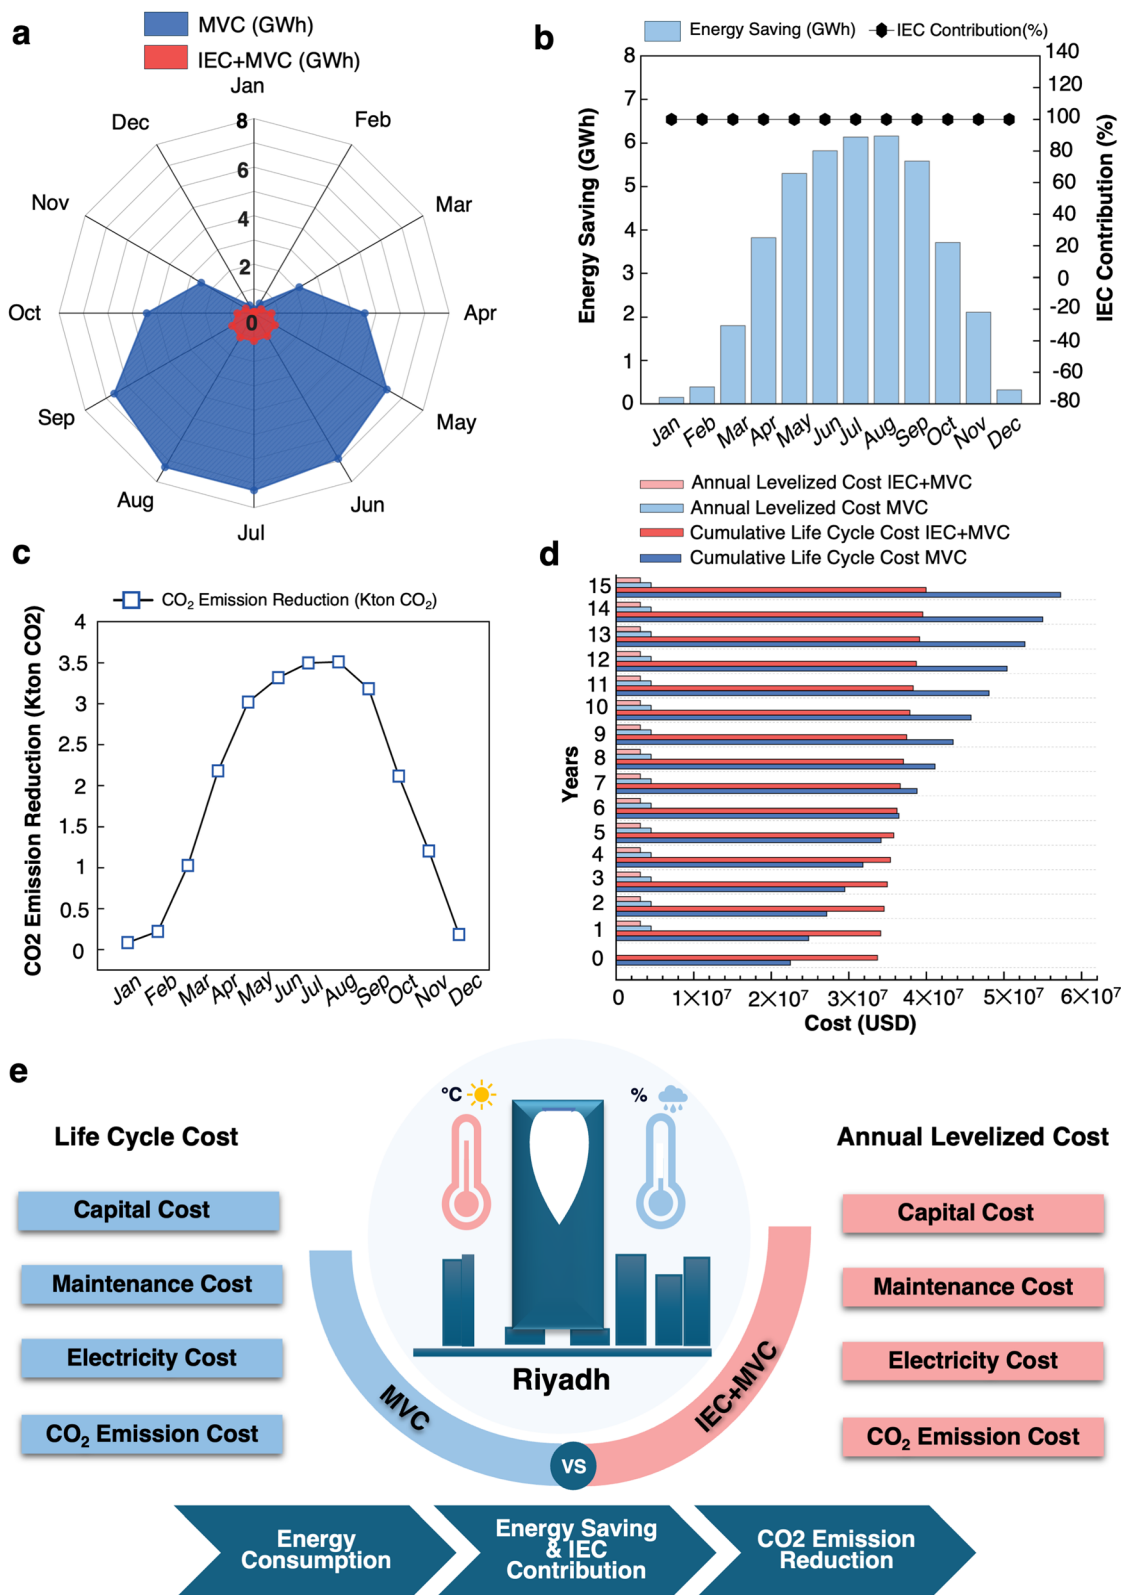 a
MVC (GWh)
IEC+MVC (GWh)
Jan
Feb
Mar
Apr
May
Jun
Jul
Aug
Sep
Oct
Nov
Dec
8
6
4
2
0
b
Energy Saving (GWh)
IEC Contribution(%)
Energy Saving (GWh)
8
7
6
5
4
3
2
1
0
140
120
100
80
60
40
20
0
-20
-40
-60
-80
IEC Contribution (%)
Jan Feb Mar Apr May Jun Jul Aug Sep Oct Nov Dec
c
CO₂ Emission Reduction (Kton CO₂)
CO2 Emission Reduction (Kton CO2)
4
3.5
3
2.5
2
1.5
1
0.5
0
Jan Feb Mar Apr May Jun Jul Aug Sep Oct Nov Dec
d
Annual Levelized Cost IEC+MVC
Annual Levelized Cost MVC
Cumulative Life Cycle Cost IEC+MVC
Cumulative Life Cycle Cost MVC
Years
15
14
13
12
11
10
9
8
7
6
5
4
3
2
1
0
0 1×10⁷ 2×10⁷ 3×10⁷ 4×10⁷ 5×10⁷ 6×10⁷
Cost (USD)
e
Life Cycle Cost
Capital Cost
Maintenance Cost
Electricity Cost
CO₂ Emission Cost
°C
%
Riyadh
MVC
VS
IEC+MVC
Annual Levelized Cost
Capital Cost
Maintenance Cost
Electricity Cost
CO₂ Emission Cost
Energy
Consumption
Energy Saving
& IEC
Contribution
CO2 Emission
Reduction